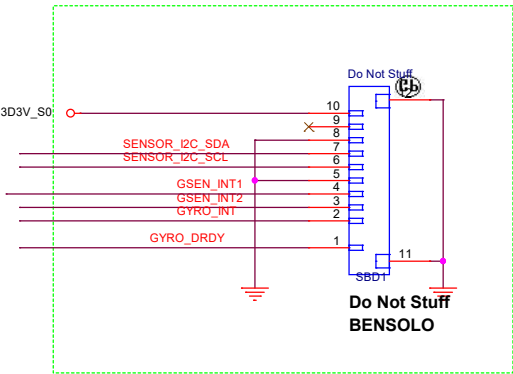 Do Not Stuff
12
3D3V_S0
10
9
8
SENSOR_I2C_SDA
7
SENSOR_I2C_SCL
6
5
GSEN_INT1
4
GSEN_INT2
3
GYRO_INT
2
GYRO_DRDY
1
11
SBD1
Do Not Stuff
BENSOLO